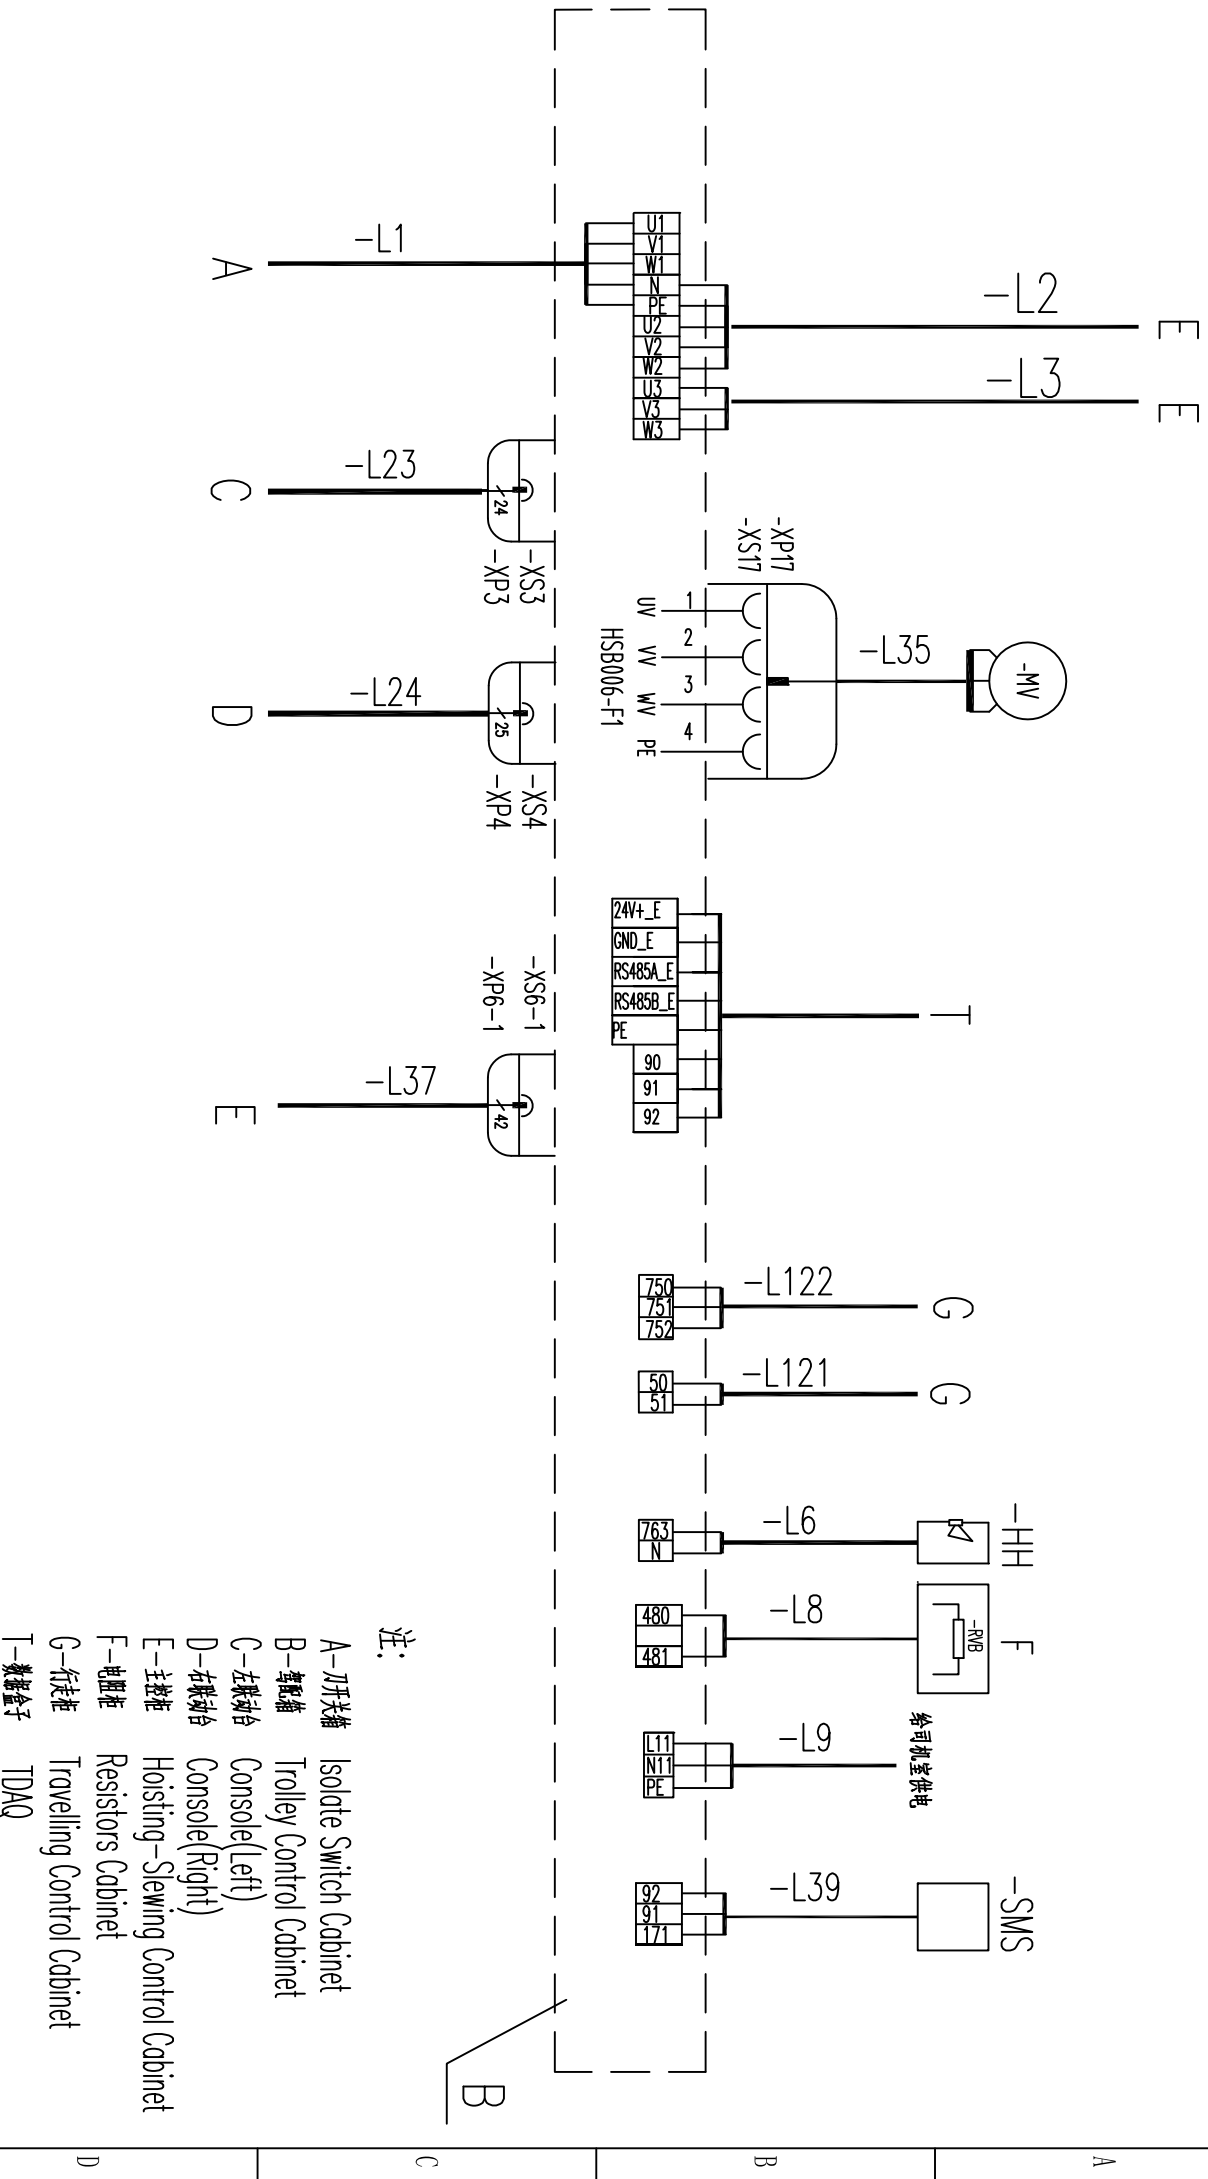 -L1
A
U1
V1
W1
N
PE
U2
V2
W2
U3
V3
W3
-L2
E
-L3
E
-L23
C
24
-XS3
-XP3
-XP17
-XS17
1
2
3
4
UV
VV
WV
PE
HSB006-F1
-L35
-MV
-L24
D
25
-XS4
-XP4
24V+_E
GND_E
RS485A_E
RS485B_E
PE
90
91
92
T
-XS6-1
-XP6-1
-L37
E
42
750
751
752
-L122
G
50
51
-L121
G
763
N
-L6
-HH
480
481
-L8
-RVB
F
L11
N11
PE
-L9
给司机室供电
92
91
171
-L39
-SMS
B
注:
A-刀开关箱 Isolate Switch Cabinet
B-驾配箱 Trolley Control Cabinet
C-左联动台 Console(Left)
D-右联动台 Console(Right)
E-主控柜 Hoisting-Slewing Control Cabinet
F-电阻柜 Resistors Cabinet
G-行走柜 Travelling Control Cabinet
T-数据盒子 TDAQ
A
B
C
D